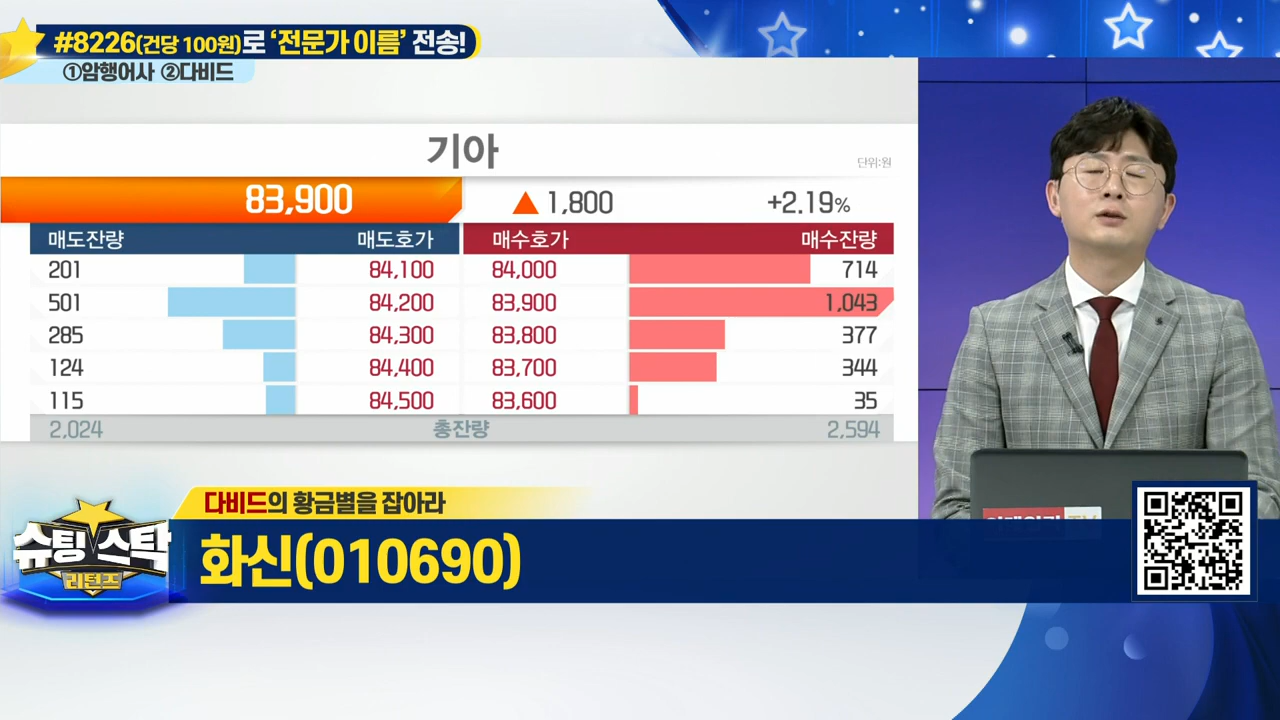 #8226(건당 100원)로 '전문가 이름' 전송!
①암행어사 ②다비드
기아
단위:원
83,900 ▲ 1,800 +2.19%
매도잔량 매도호가 매수호가 매수잔량
201 84,100 84,000 714
501 84,200 83,900 1,043
285 84,300 83,800 377
124 84,400 83,700 344
115 84,500 83,600 35
2,024 총잔량 2,594
다비드의 황금별을 잡아라
슈팅스탁
리턴즈
화신(010690)